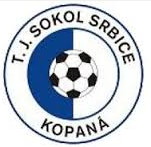 T. J. SOKOL SRBICE
KOPANÁ